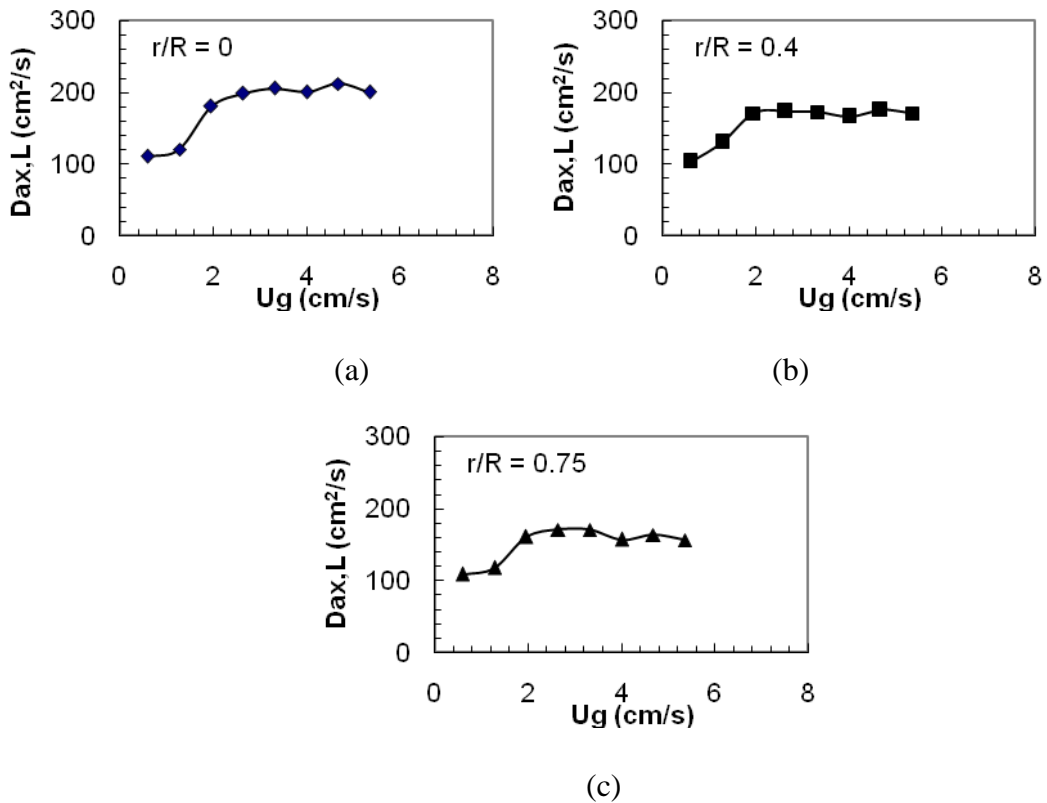 300
200
100
0
Dax,L (cm²/s)
r/R = 0
0 2 4 6 8
Ug (cm/s)
(a)
300
200
100
0
Dax,L (cm²/s)
r/R = 0.4
0 2 4 6 8
Ug (cm/s)
(b)
300
200
100
0
Dax,L (cm²/s)
r/R = 0.75
0 2 4 6 8
Ug (cm/s)
(c)